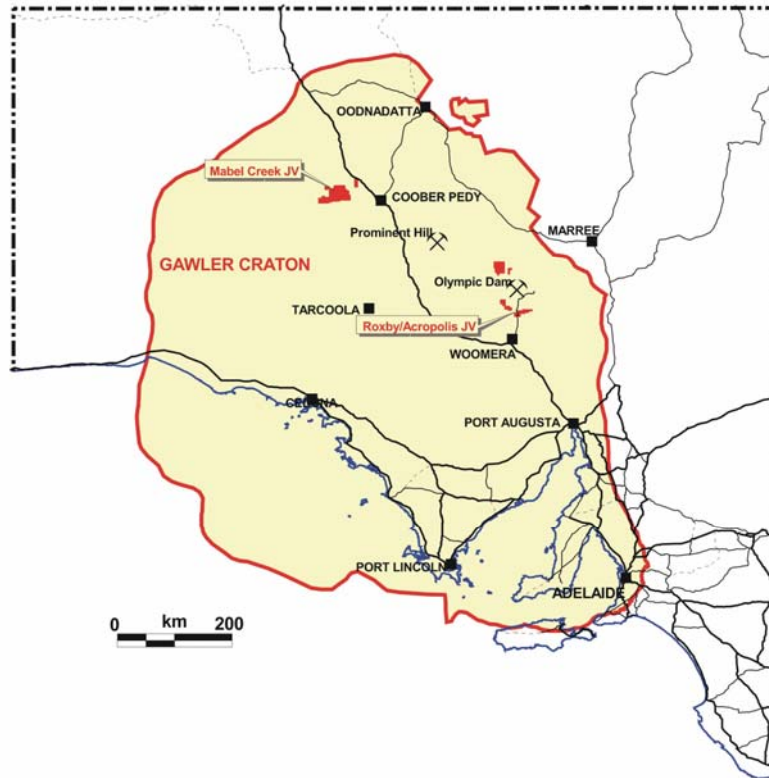 OODNADATTA
Mabel Creek JV
COOBER PEDY
Prominent Hill
MARREE
GAWLER CRATON
Olympic Dam
TARCOOLA
Roxby/Acropolis JV
WOOMERA
CEDUNA
PORT AUGUSTA
PORT LINCOLN
ADELAIDE
0 km 200